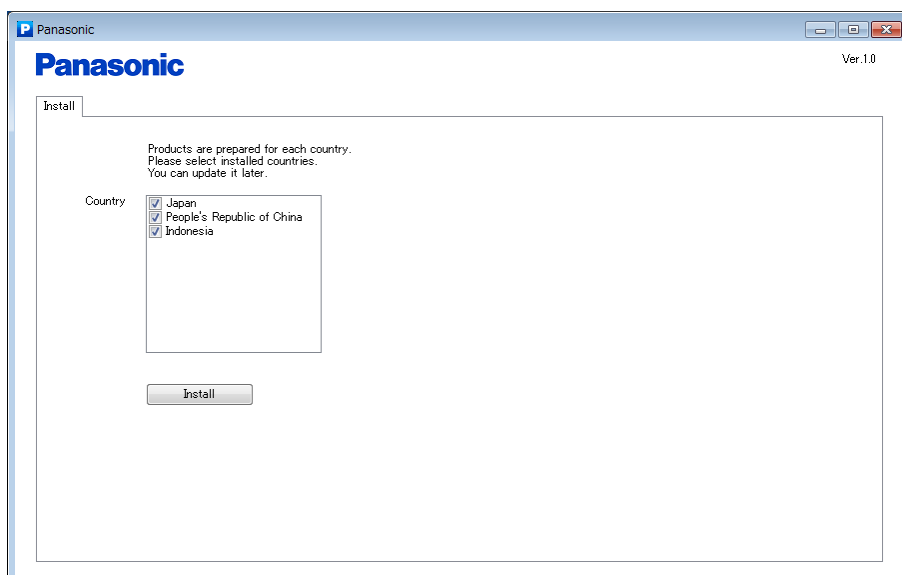 P Panasonic
Panasonic
Ver.1.0
Install
Products are prepared for each country.
Please select installed countries.
You can update it later.
Country
Japan
People's Republic of China
Indonesia
Install